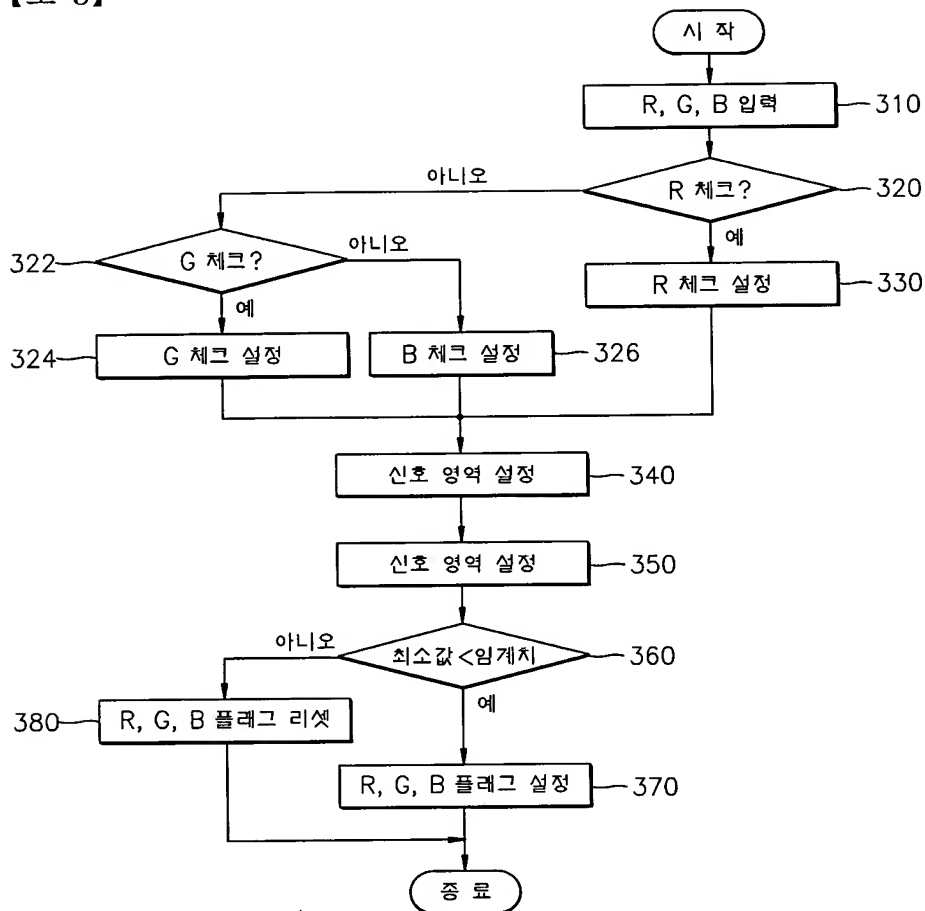 시 작
R, G, B 입력
310
R 체크?
320
아니오
예
G 체크?
322
아니오
예
R 체크 설정
330
G 체크 설정
324
B 체크 설정
326
신호 영역 설정
340
신호 영역 설정
350
최소값<임계치
360
아니오
예
R, G, B 플래그 리셋
380
R, G, B 플래그 설정
370
종 료